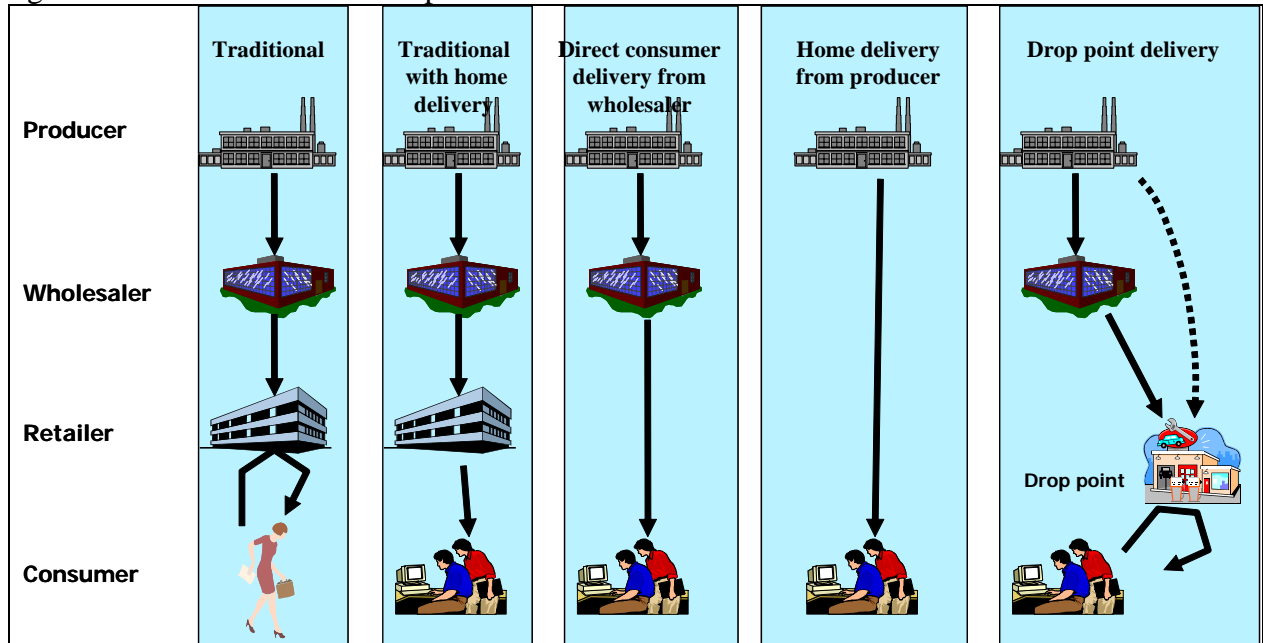 Traditional
Traditional
with home
delivery
Direct consumer
delivery from
wholesaler
Home delivery
from producer
Drop point delivery
Producer
Wholesaler
Retailer
Drop point
Consumer